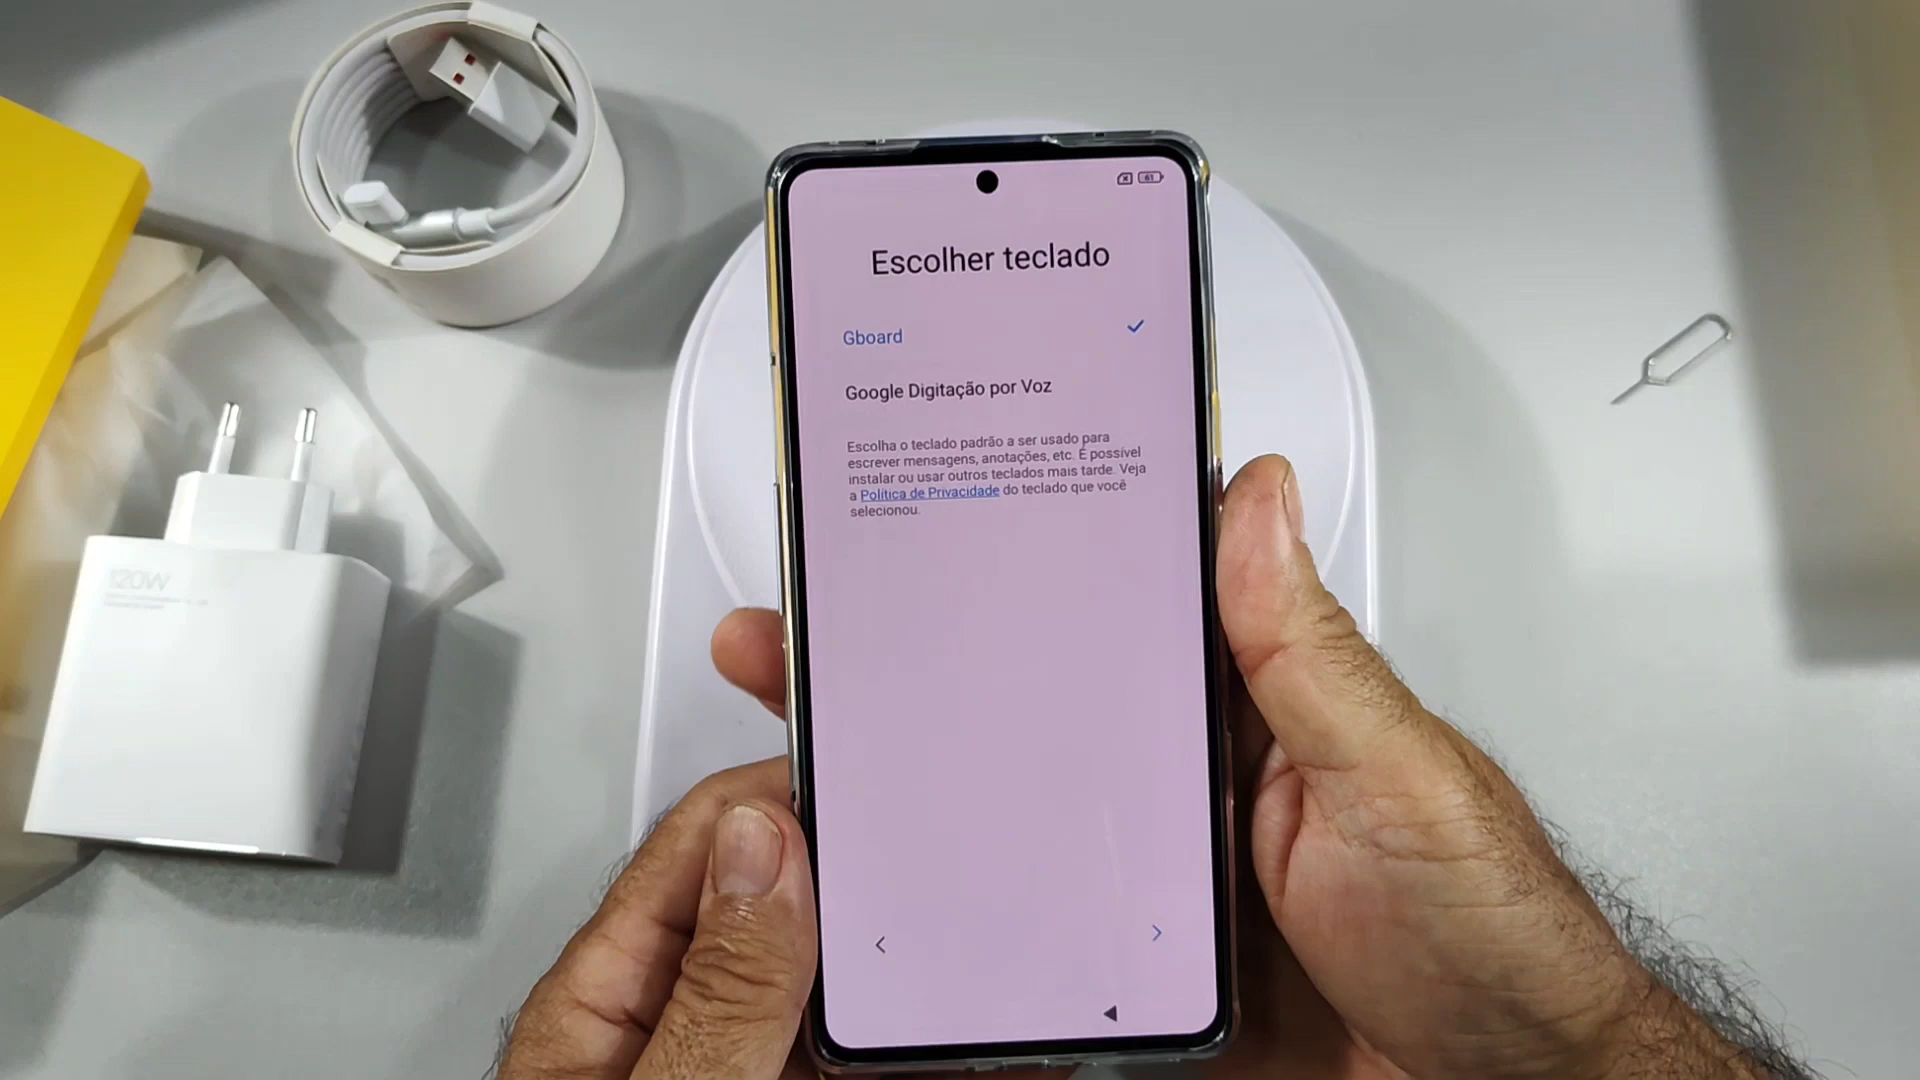 61
Escolher teclado
Gboard
Google Digitação por Voz
Escolha o teclado padrão a ser usado para
escrever mensagens, anotações, etc. É possível
instalar ou usar outros teclados mais tarde. Veja
a Política de Privacidade do teclado que você
selecionou.
120W